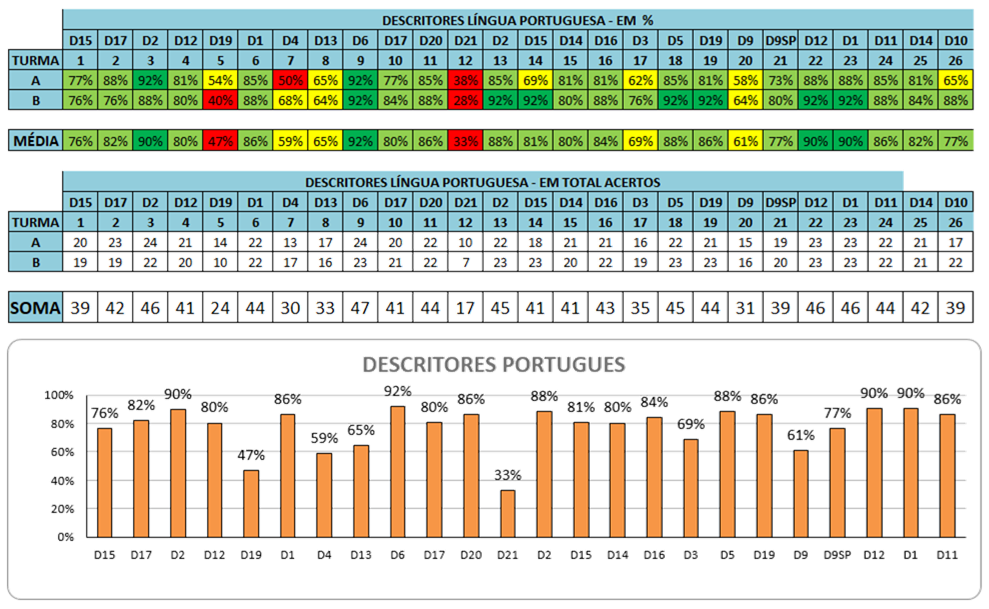 DESCRITORES LÍNGUA PORTUGUESA - EM %
D15 D17 D2 D12 D19 D1 D4 D13 D6 D17 D20 D21 D2 D15 D14 D16 D3 D5 D19 D9 D9SP D12 D1 D11 D14 D10
TURMA 1 2 3 4 5 6 7 8 9 10 11 12 13 14 15 16 17 18 19 20 21 22 23 24 25 26
A 77% 88% 92% 81% 54% 85% 50% 65% 92% 77% 85% 38% 85% 69% 81% 81% 62% 85% 81% 58% 73% 88% 88% 85% 81% 65%
B 76% 76% 88% 80% 40% 88% 68% 64% 92% 84% 88% 28% 92% 92% 80% 88% 76% 92% 92% 64% 80% 92% 92% 88% 84% 88%
MÉDIA 76% 82% 90% 80% 47% 86% 59% 65% 92% 80% 86% 33% 88% 81% 80% 84% 69% 88% 86% 61% 77% 90% 90% 86% 82% 77%
DESCRITORES LÍNGUA PORTUGUESA - EM TOTAL ACERTOS
D15 D17 D2 D12 D19 D1 D4 D13 D6 D17 D20 D21 D2 D15 D14 D16 D3 D5 D19 D9 D9SP D12 D1 D11 D14 D10
TURMA 1 2 3 4 5 6 7 8 9 10 11 12 13 14 15 16 17 18 19 20 21 22 23 24 25 26
A 20 23 24 21 14 22 13 17 24 20 22 10 22 18 21 21 16 22 21 15 19 23 23 22 21 17
B 19 19 22 20 10 22 17 16 23 21 22 7 23 23 20 22 19 23 23 16 20 23 23 22 21 22
SOMA 39 42 46 41 24 44 30 33 47 41 44 17 45 41 41 43 35 45 44 31 39 46 46 44 42 39
DESCRITORES PORTUGUES
100%
80%
60%
40%
20%
0%
76% 82% 90% 80% 47% 86% 59% 65% 92% 80% 86% 33% 88% 81% 80% 84% 69% 88% 86% 61% 77% 90% 90% 86%
D15 D17 D2 D12 D19 D1 D4 D13 D6 D17 D20 D21 D2 D15 D14 D16 D3 D5 D19 D9 D9SP D12 D1 D11